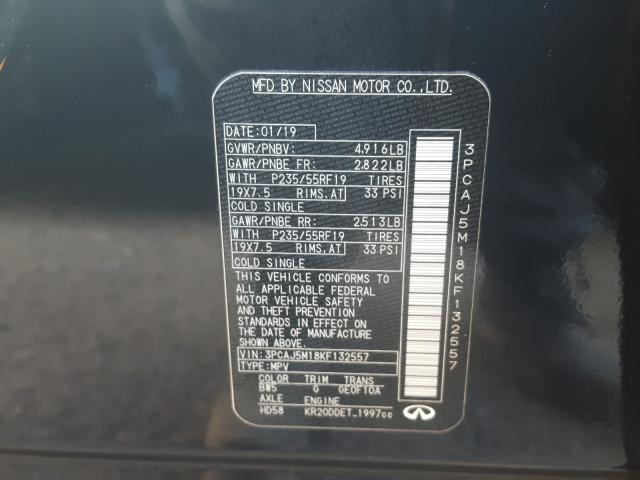 MFD BY NISSAN MOTOR CO.,LTD.
DATE:01/19
GVWR/PNBV: 4.916LB
GAWR/PNBE FR: 2.822LB
WITH P235/55RF19 TIRES
19X7.5 RIMS.AT 33 PSI
COLD SINGLE
GAWR/PNBE RR: 2.513LB
WITH P235/55RF19 TIRES
19X7.5 RIMS.AT 33 PSI
COLD SINGLE
THIS VEHICLE CONFORMS TO
ALL APPLICABLE FEDERAL
MOTOR VEHICLE SAFETY
AND THEFT PREVENTION
STANDARDS IN EFFECT ON
THE DATE OF MANUFACTURE
SHOWN ABOVE.
VIN:3PCAJ5M18KF132557
TYPE:MPV
COLOR TRIM TRANS
BW5 G GEOF10A
AXLE ENGINE
HD58 KR20DDET_1997cc
3PCAJ5M18KF132557